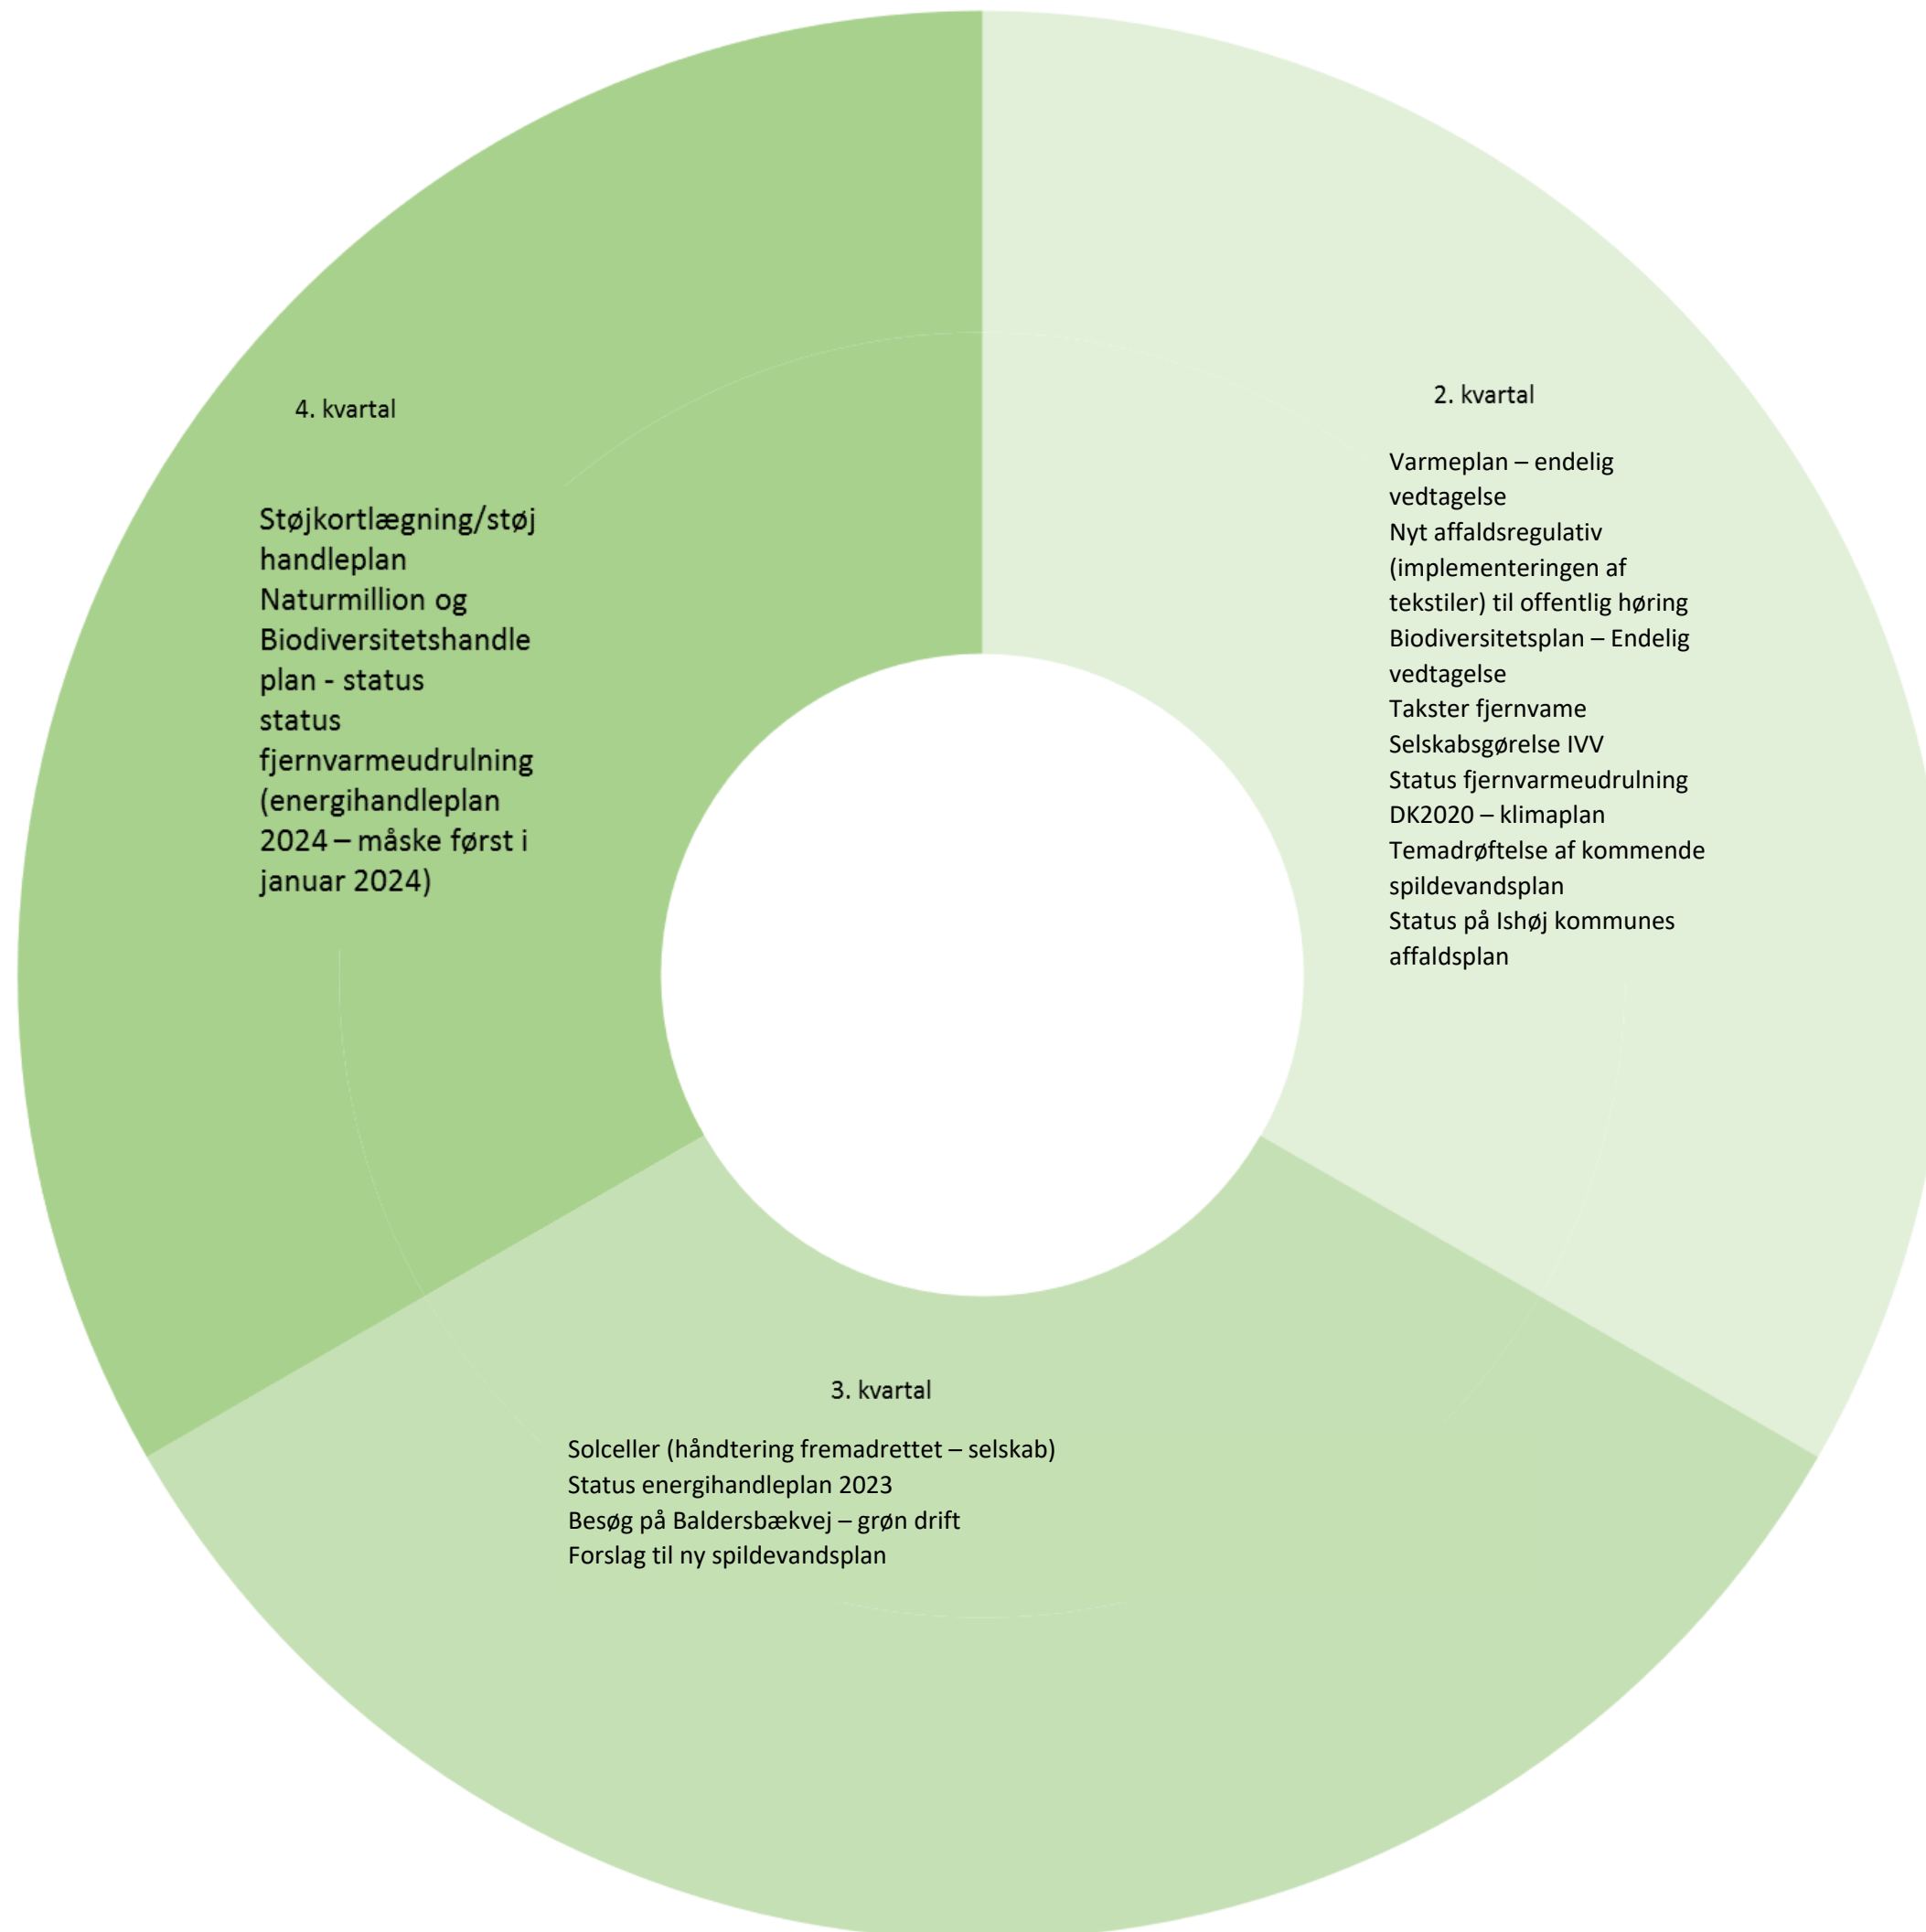 4. kvartal
Støjkortlægning/støj
handleplan
Naturmillion og
Biodiversitetshandle
plan - status
status
fjernvarmeudrulning
(energihandleplan
2024 – måske først i
januar 2024)
2. kvartal
Varmeplan – endelig
vedtagelse
Nyt affaldsregulativ
(implementeringen af
tekstiler) til offentlig høring
Biodiversitetsplan – Endelig
vedtagelse
Takster fjernvame
Selskabsgørelse IVV
Status fjernvarmeudrulning
DK2020 – klimaplan
Temadrøftelse af kommende
spildevandsplan
Status på Ishøj kommunes
affaldsplan
3. kvartal
Solceller (håndtering fremadrettet – selskab)
Status energihandleplan 2023
Besøg på Baldersbækvej – grøn drift
Forslag til ny spildevandsplan